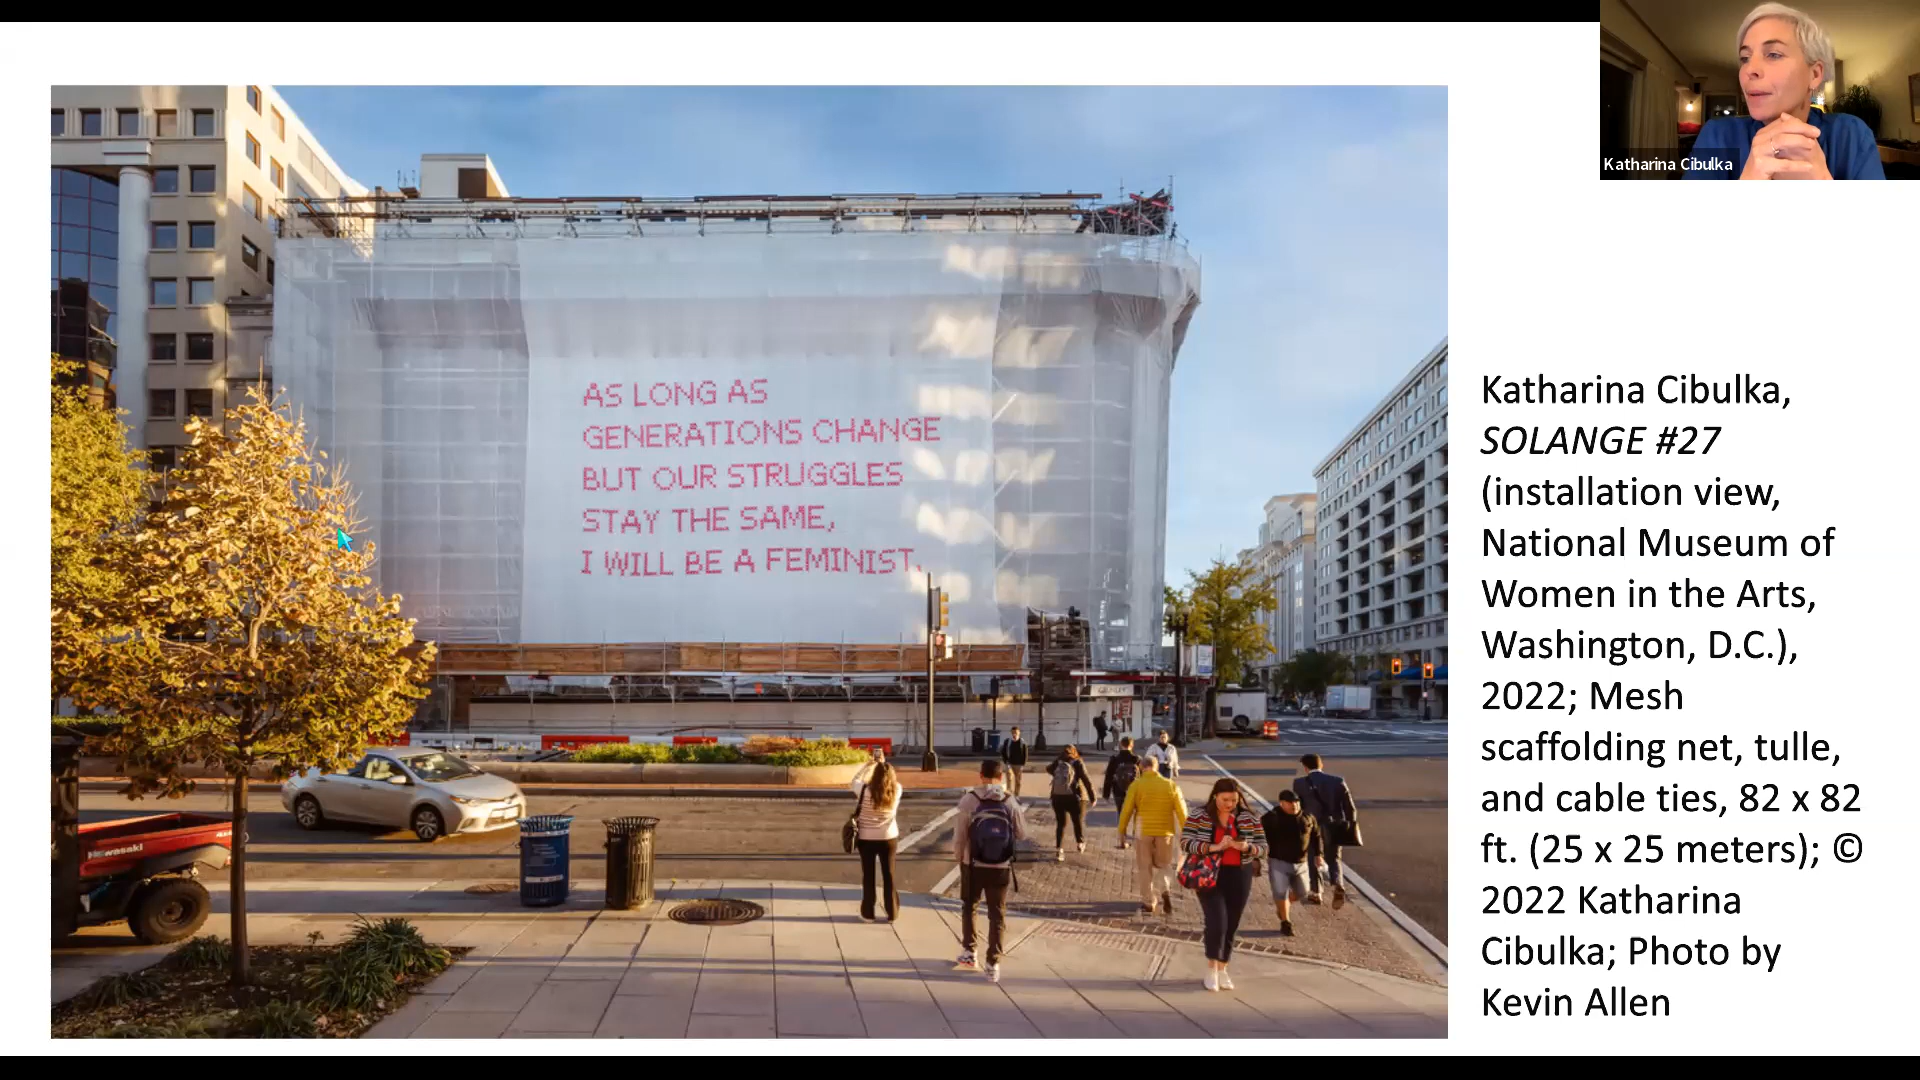 Katharina Cibulka
AS LONG AS
GENERATIONS CHANGE
BUT OUR STRUGGLES
STAY THE SAME,
I WILL BE A FEMINIST.
Kawasaki
Katharina Cibulka,
SOLANGE #27
(installation view,
National Museum of
Women in the Arts,
Washington, D.C.),
2022; Mesh
scaffolding net, tulle,
and cable ties, 82 x 82
ft. (25 x 25 meters); ©
2022 Katharina
Cibulka; Photo by
Kevin Allen